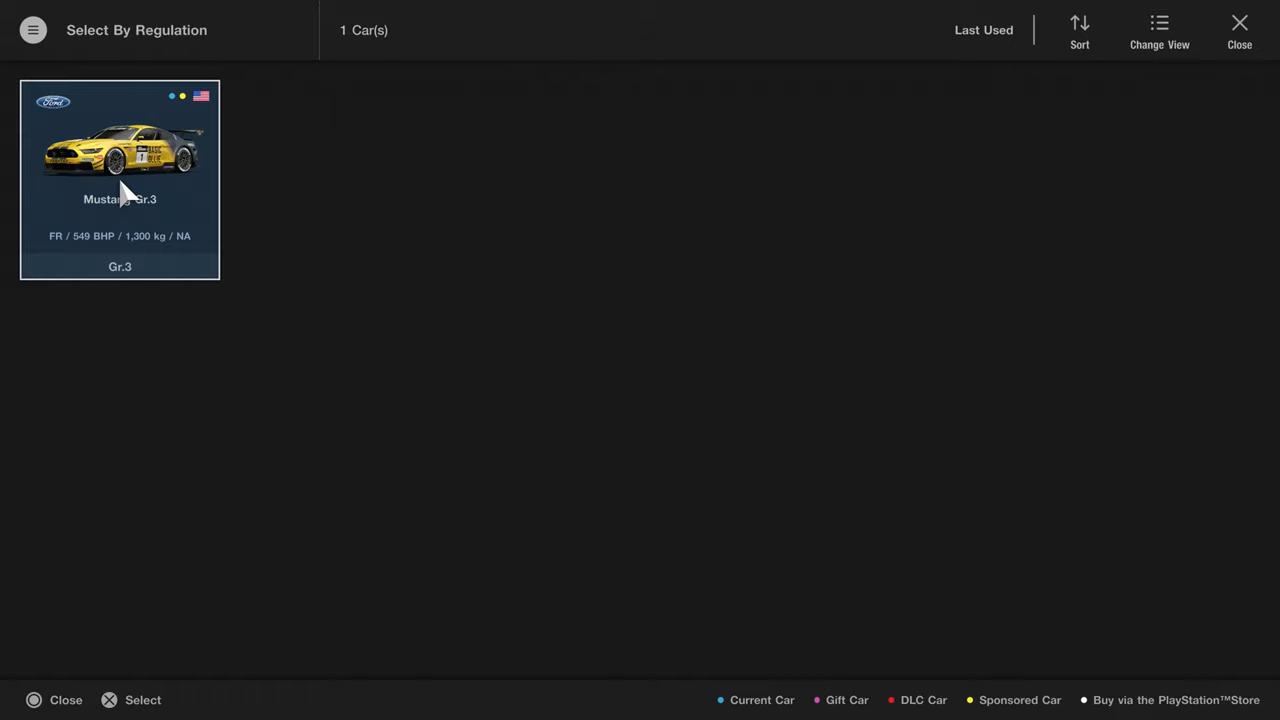 Select By Regulation
1 Car(s)
Last Used
Sort
Change View
Close
Ford
1
Mustang Gr.3
FR / 549 BHP / 1,300 kg / NA
Gr.3
Close
Select
Current Car
Gift Car
DLC Car
Sponsored Car
Buy via the PlayStation™Store